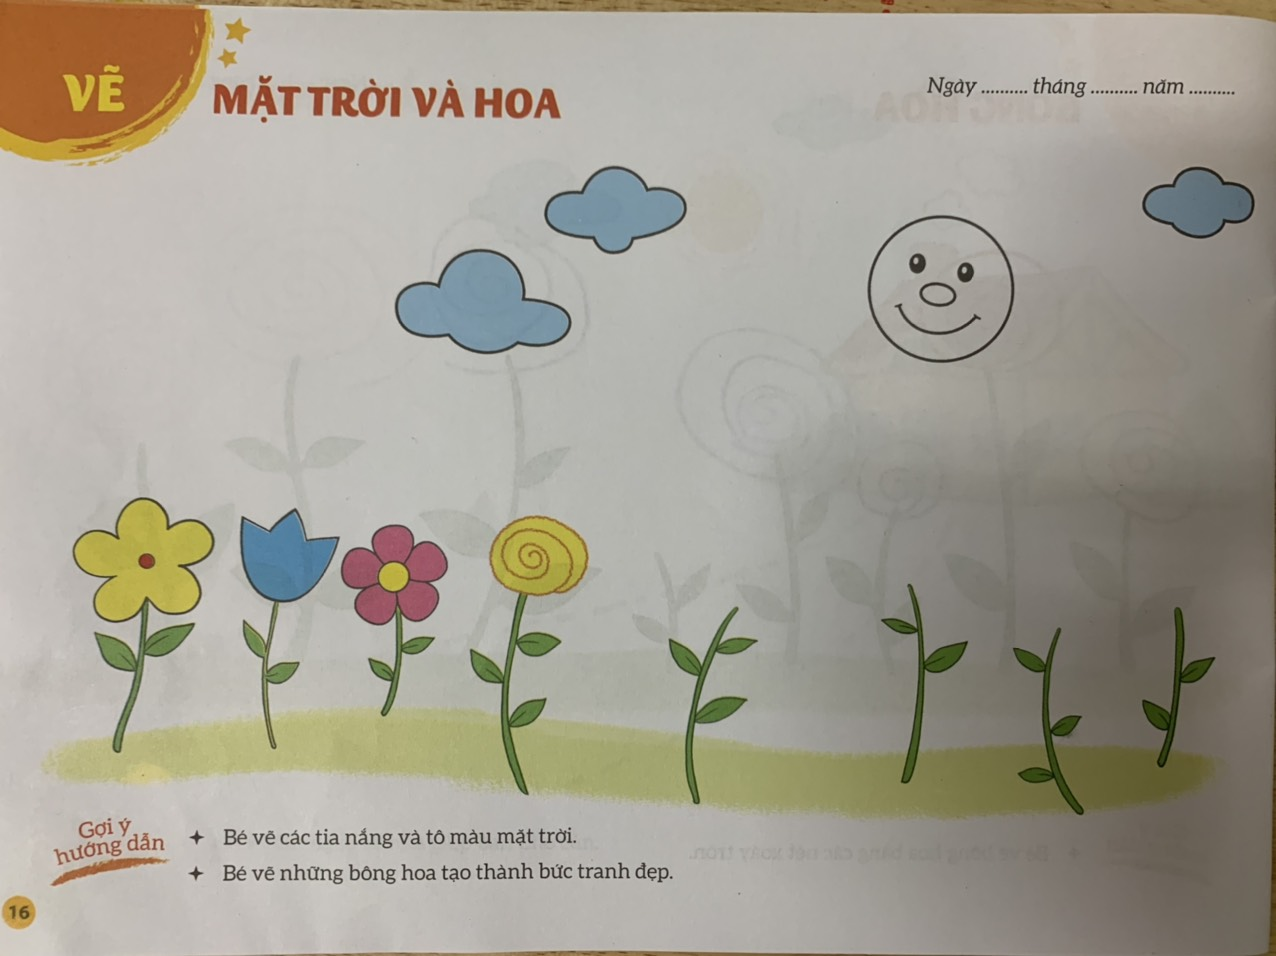 VẼ
MẶT TRỜI VÀ HOA
Ngày .......... tháng .......... năm ..........
Gợi ý
hướng dẫn
Bé vẽ các tia nắng và tô màu mặt trời.
Bé vẽ những bông hoa tạo thành bức tranh đẹp.
16